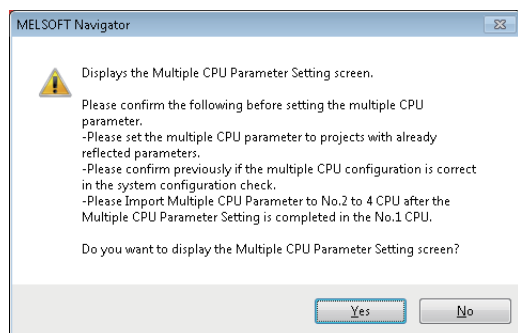 MELSOFT Navigator
Displays the Multiple CPU Parameter Setting screen.
Please confirm the following before setting the multiple CPU
parameter.
-Please set the multiple CPU parameter to projects with already
reflected parameters.
-Please confirm previously if the multiple CPU configuration is correct
in the system configuration check.
-Please Import Multiple CPU Parameter to No.2 to 4 CPU after the
Multiple CPU Parameter Setting is completed in the No.1 CPU.
Do you want to display the Multiple CPU Parameter Setting screen?
Yes
No